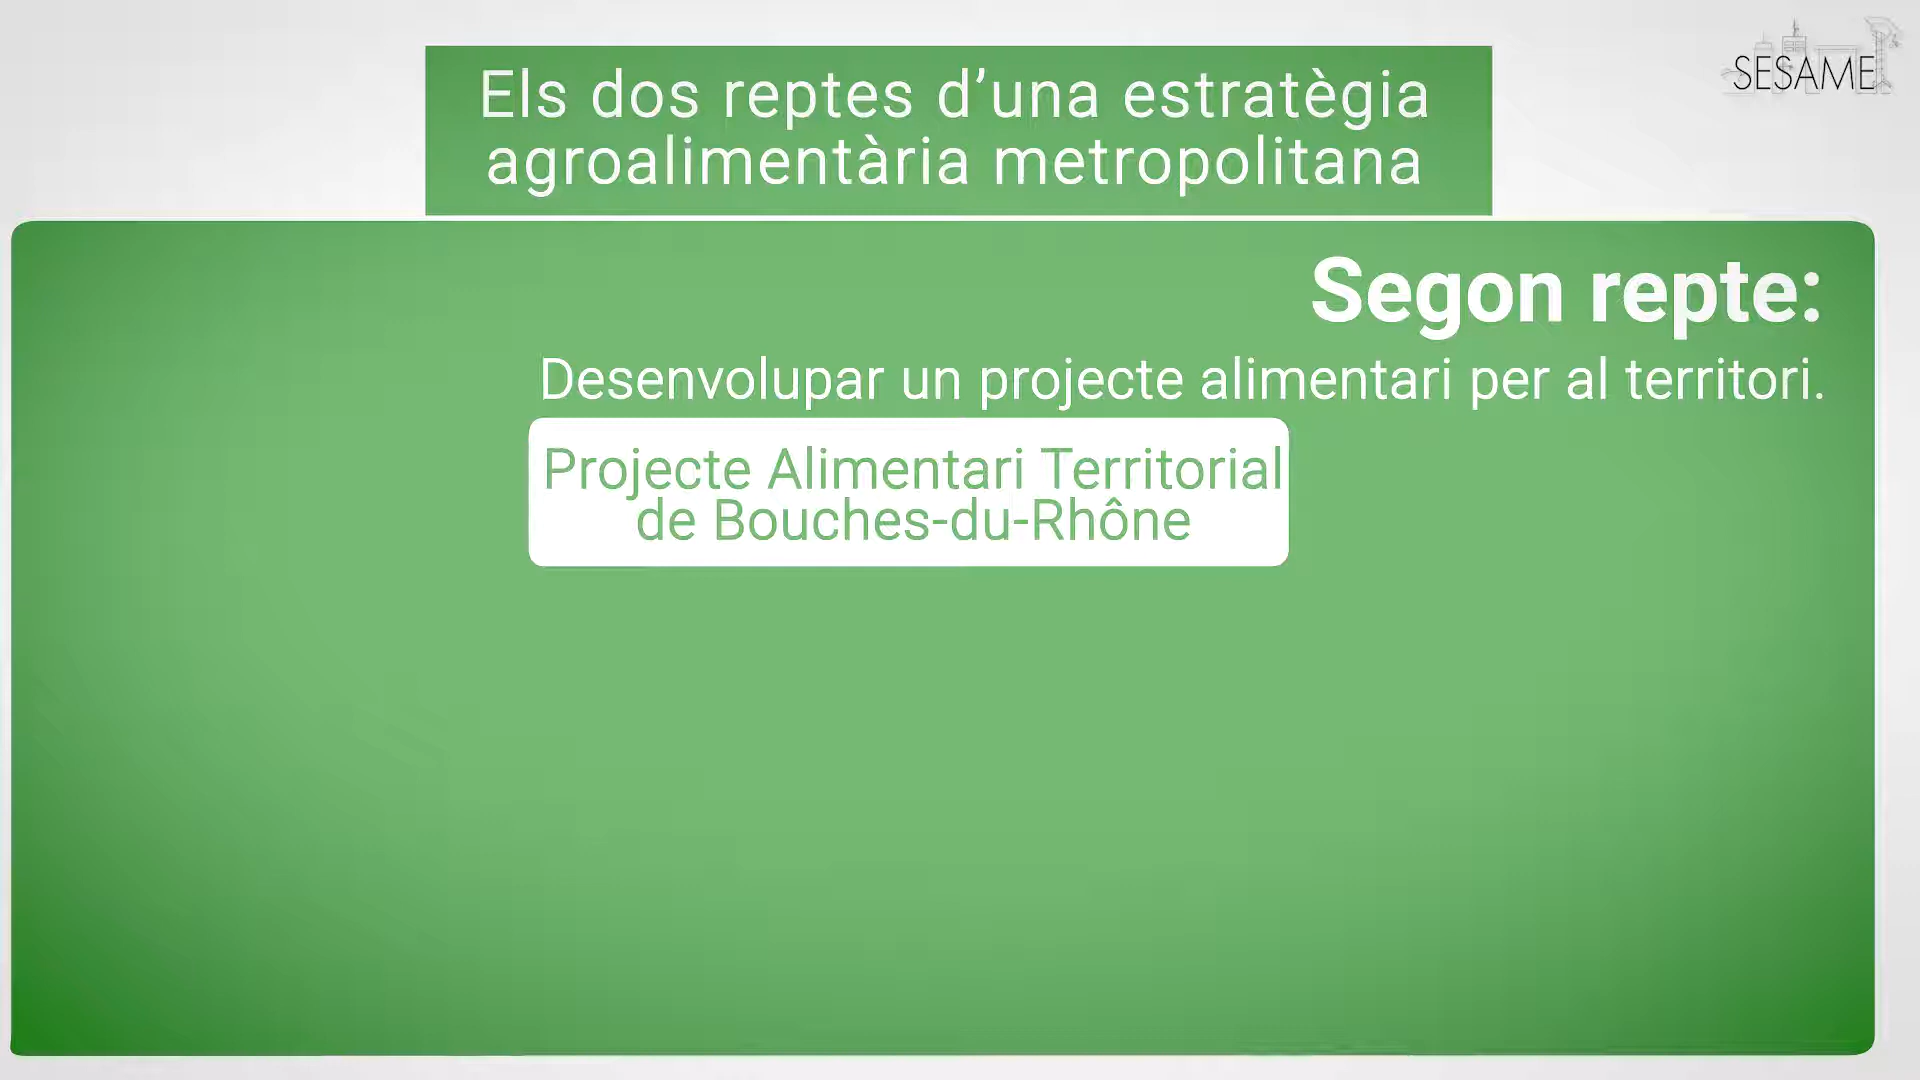 SESAME
Els dos reptes d’una estratègia
agroalimentària metropolitana
Segon repte:
Desenvolupar un projecte alimentari per al territori.
Projecte Alimentari Territorial
de Bouches-du-Rhône